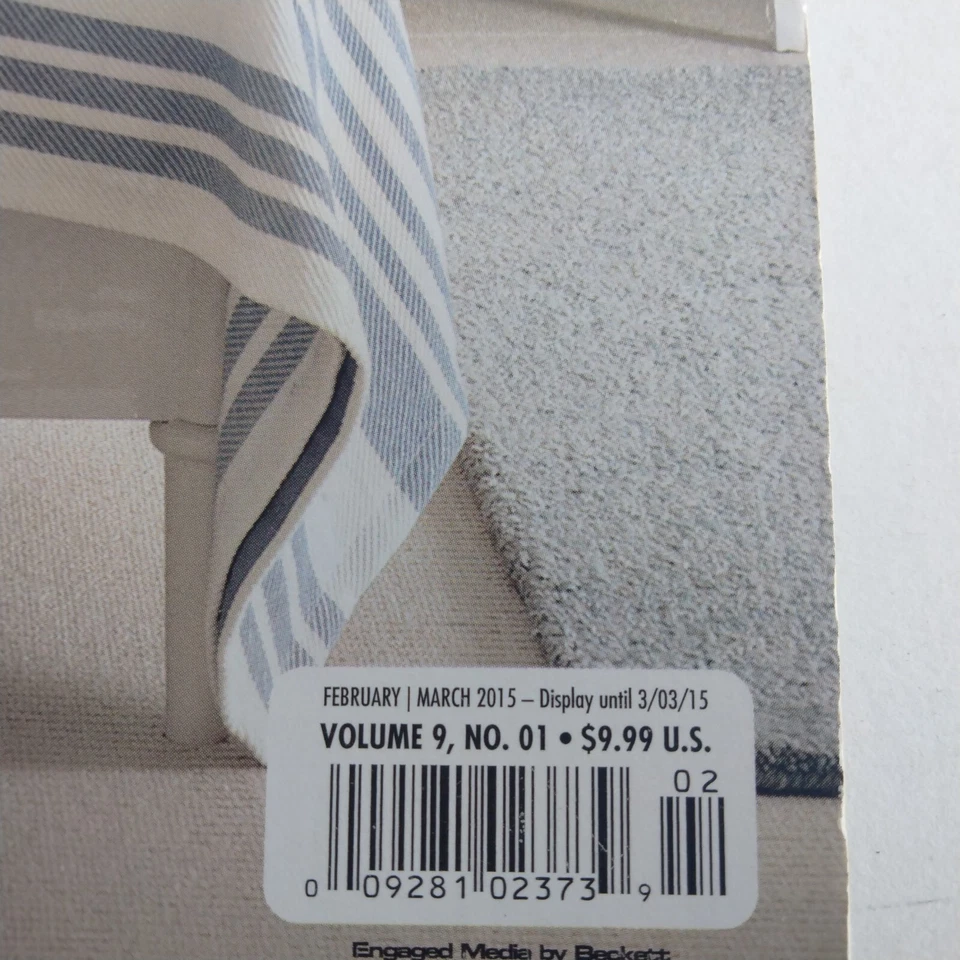 FEBRUARY | MARCH 2015 – Display until 3/03/15
VOLUME 9, NO. 01 • $9.99 U.S.
02
0 09281 02373 9
Engaged Media by Beckett